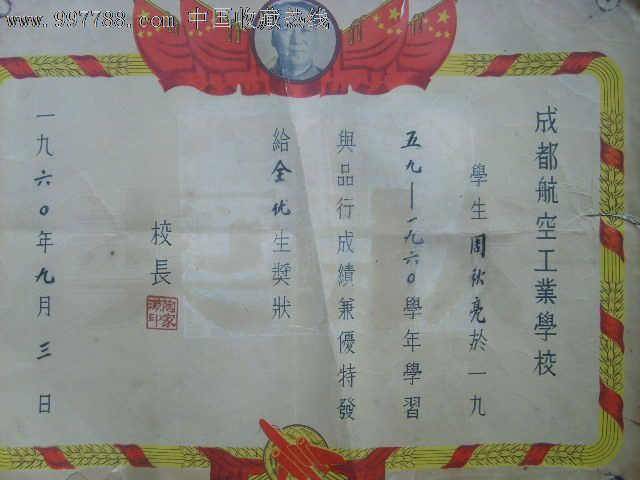 www.997788.com 中国收藏热线
成都航空工業學校
學生周秋亮於一九
五九—一九六〇學年學習
與品行成績兼優特發
給全优生獎狀
校長
一九六〇年九月三日